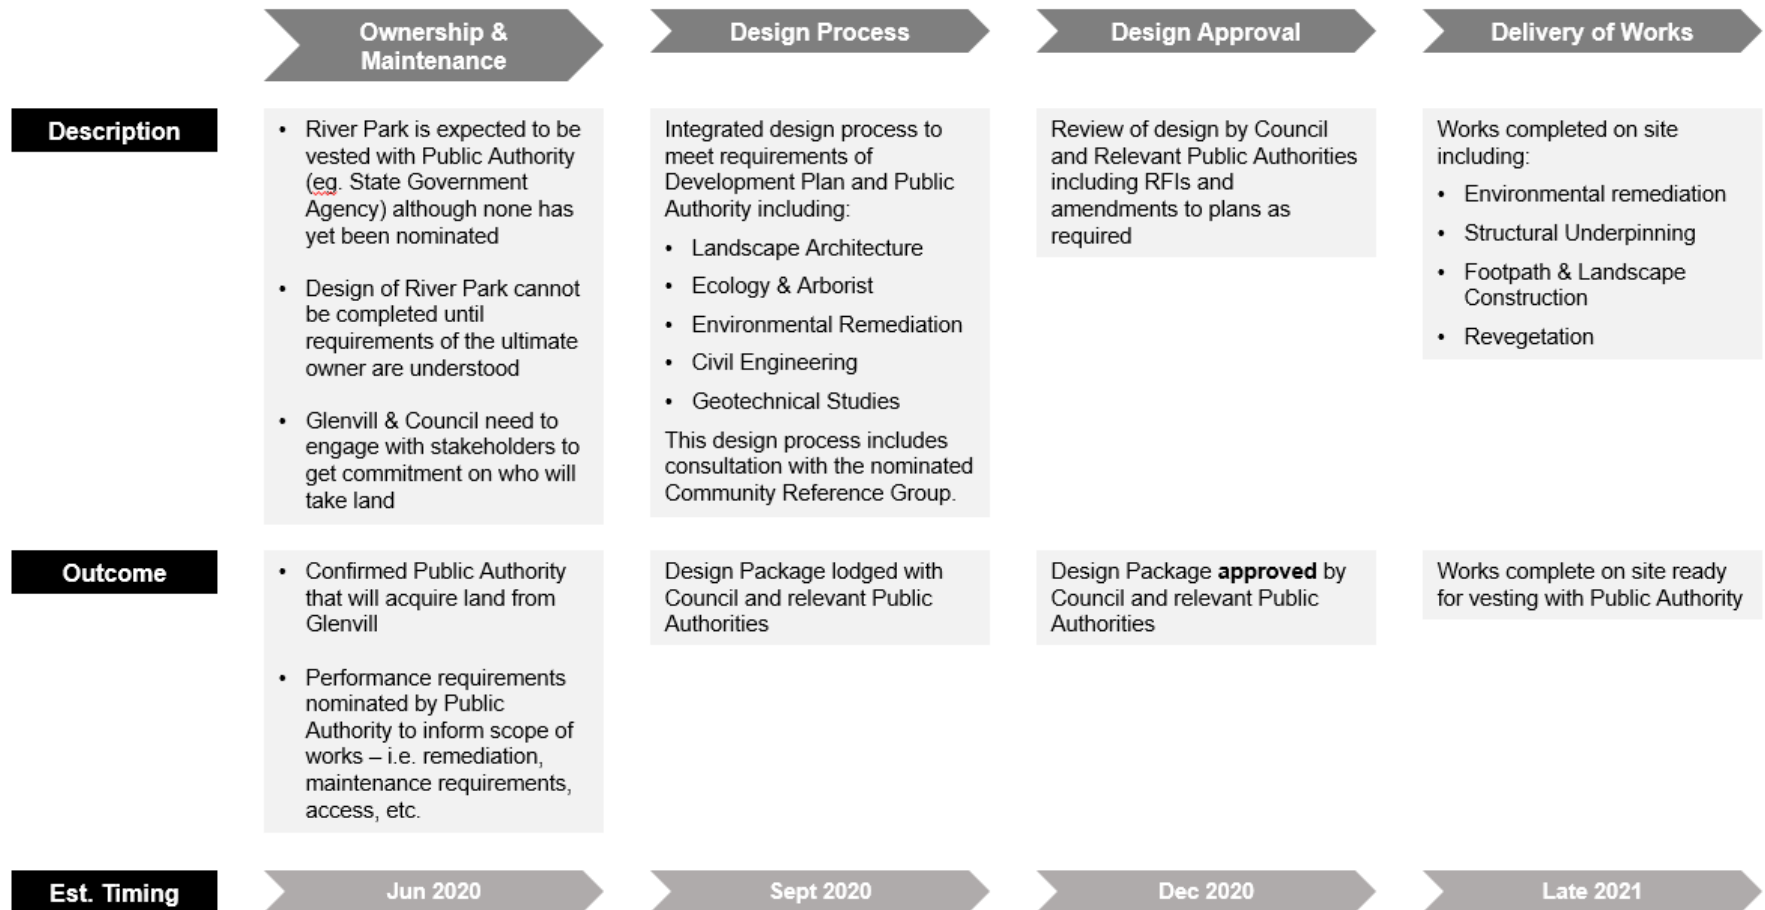 Ownership &
Maintenance
Design Process
Design Approval
Delivery of Works
Description
• River Park is expected to be
vested with Public Authority
(eg. State Government
Agency) although none has
yet been nominated
• Design of River Park cannot
be completed until
requirements of the ultimate
owner are understood
• Glenvill & Council need to
engage with stakeholders to
get commitment on who will
take land
Integrated design process to
meet requirements of
Development Plan and Public
Authority including:
• Landscape Architecture
• Ecology & Arborist
• Environmental Remediation
• Civil Engineering
• Geotechnical Studies
This design process includes
consultation with the nominated
Community Reference Group.
Review of design by Council
and Relevant Public Authorities
including RFIs and
amendments to plans as
required
Works completed on site
including:
• Environmental remediation
• Structural Underpinning
• Footpath & Landscape
Construction
• Revegetation
Outcome
• Confirmed Public Authority
that will acquire land from
Glenvill
• Performance requirements
nominated by Public
Authority to inform scope of
works – i.e. remediation,
maintenance requirements,
access, etc.
Design Package lodged with
Council and relevant Public
Authorities
Design Package approved by
Council and relevant Public
Authorities
Works complete on site ready
for vesting with Public Authority
Est. Timing
Jun 2020
Sept 2020
Dec 2020
Late 2021